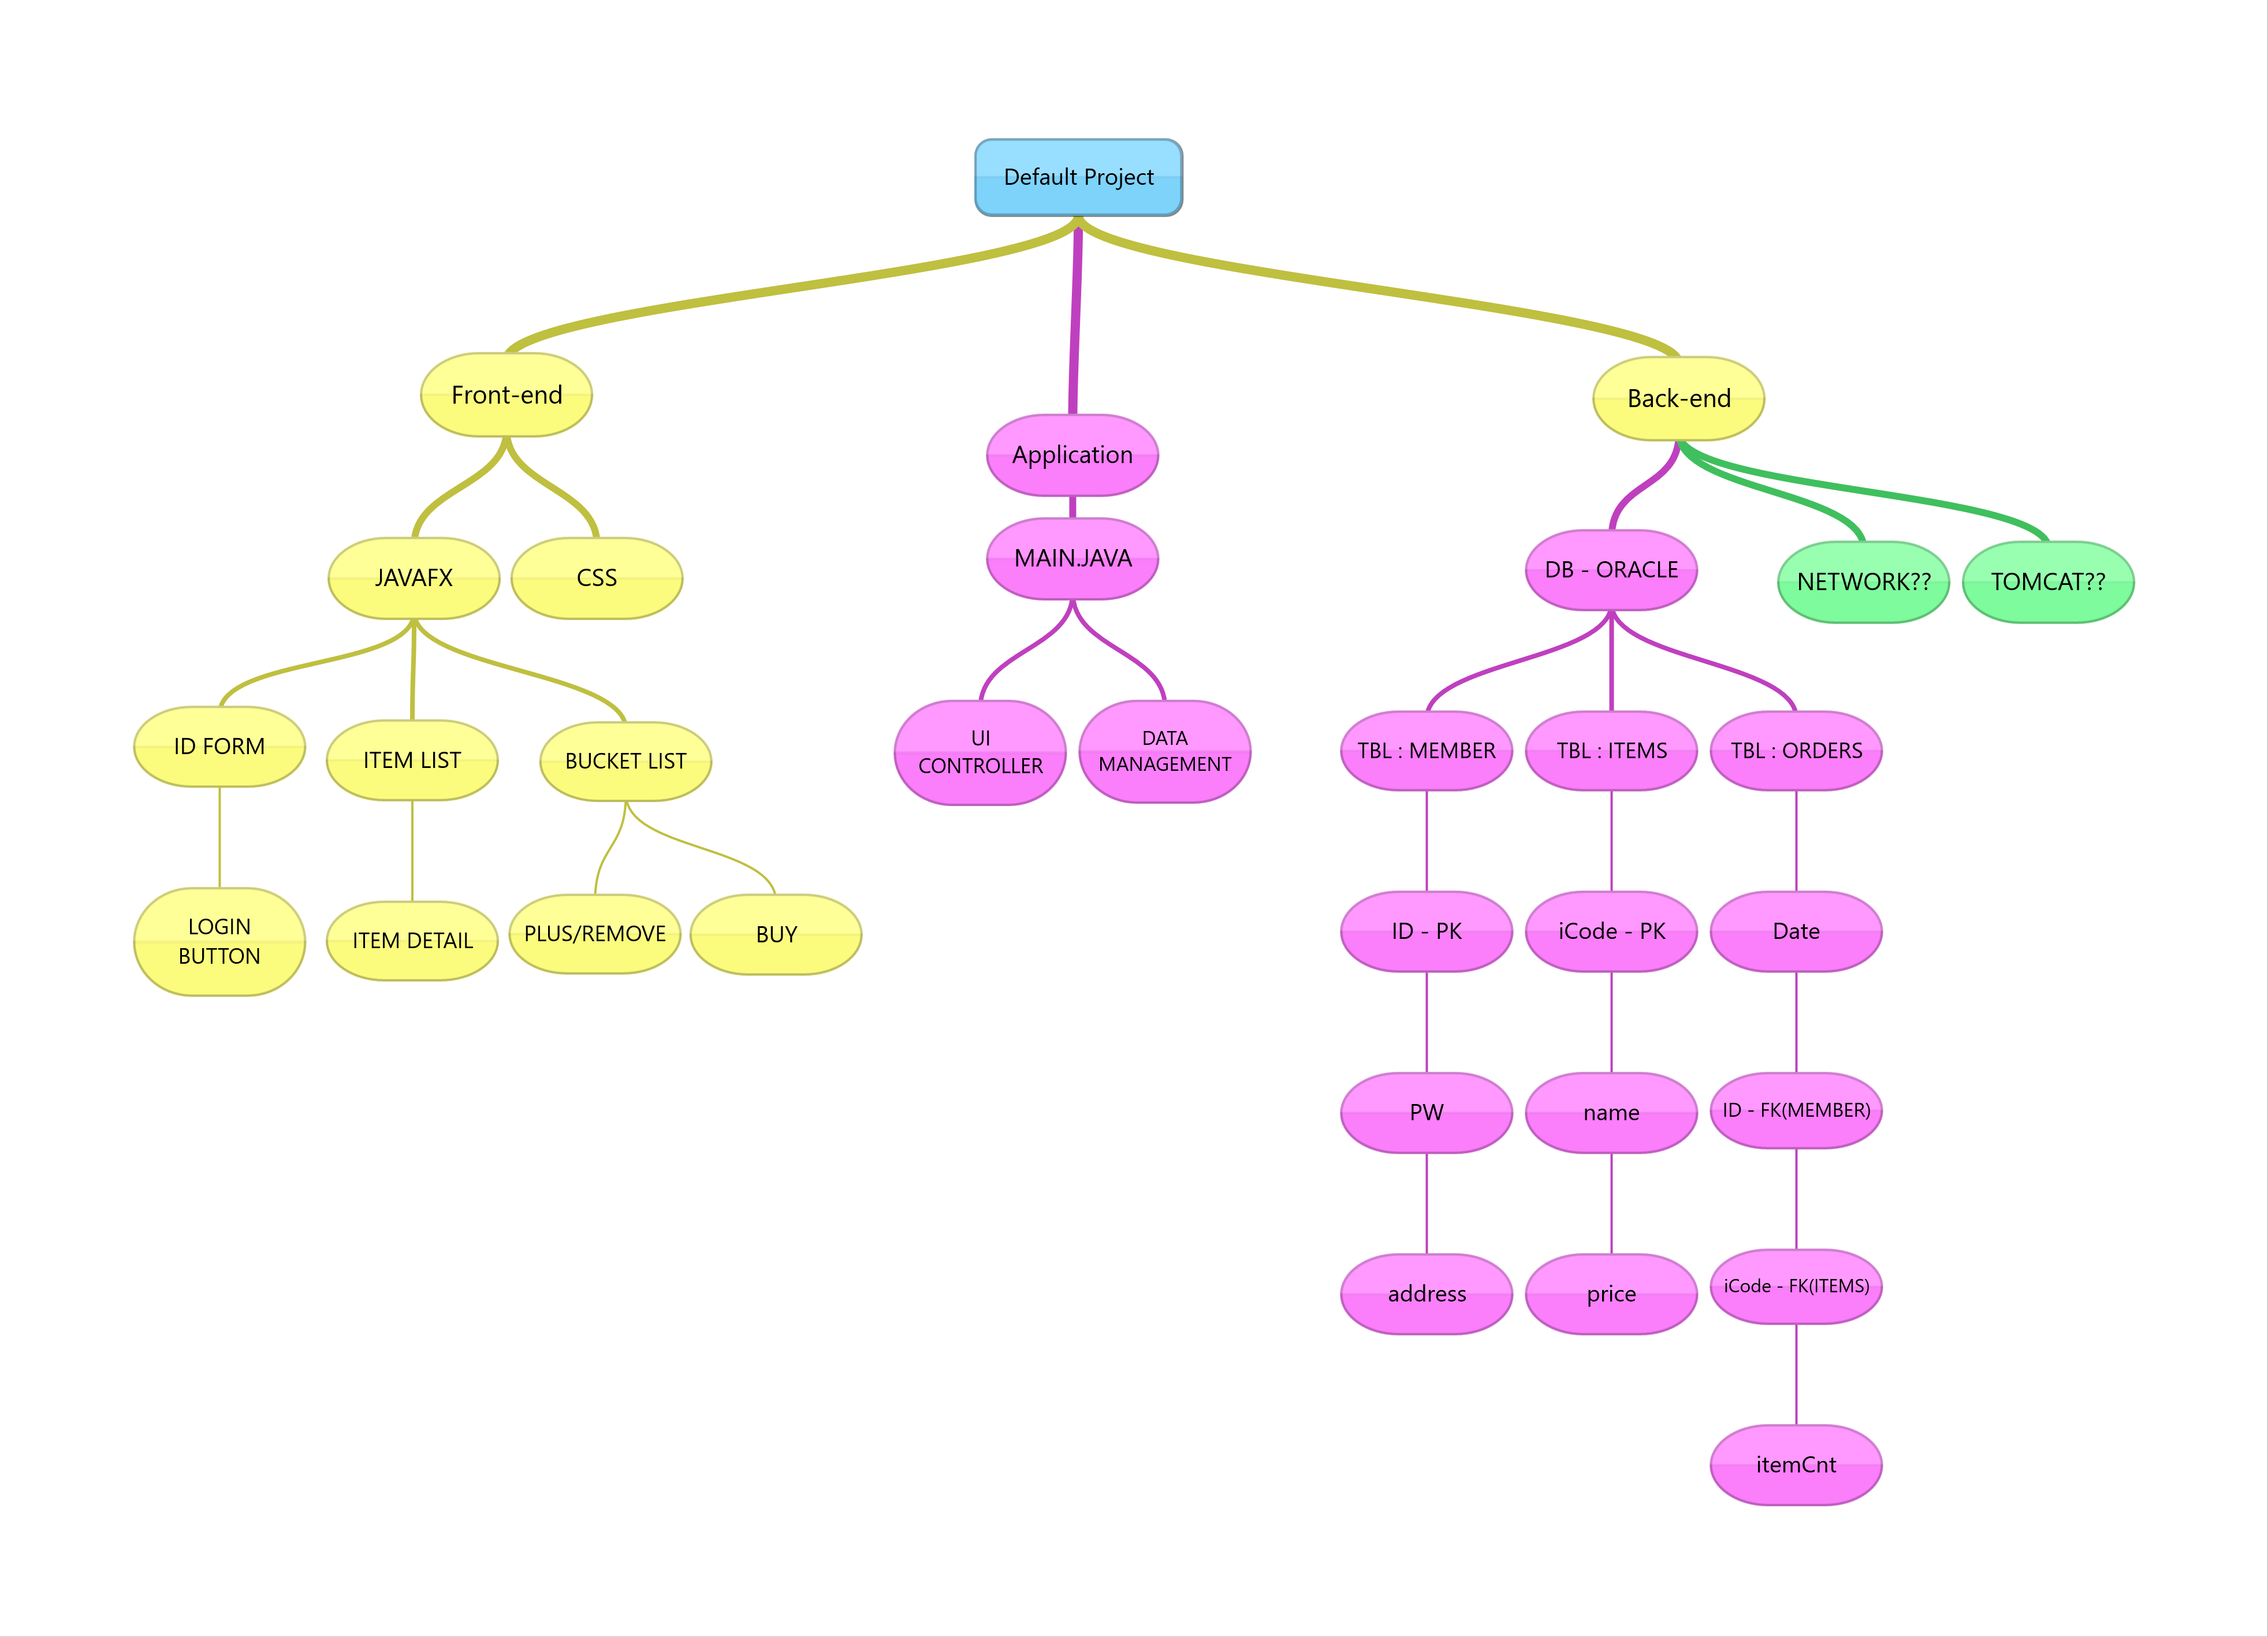 Default Project
Front-end
Back-end
Application
JAVAFX
CSS
MAIN.JAVA
DB - ORACLE
NETWORK??
TOMCAT??
ID FORM
ITEM LIST
BUCKET LIST
UI
CONTROLLER
DATA
MANAGEMENT
TBL : MEMBER
TBL : ITEMS
TBL : ORDERS
LOGIN
BUTTON
ITEM DETAIL
PLUS/REMOVE
BUY
ID - PK
iCode - PK
Date
PW
name
ID - FK(MEMBER)
address
price
iCode - FK(ITEMS)
itemCnt